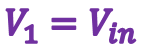 V₁ = Vᵢₙ